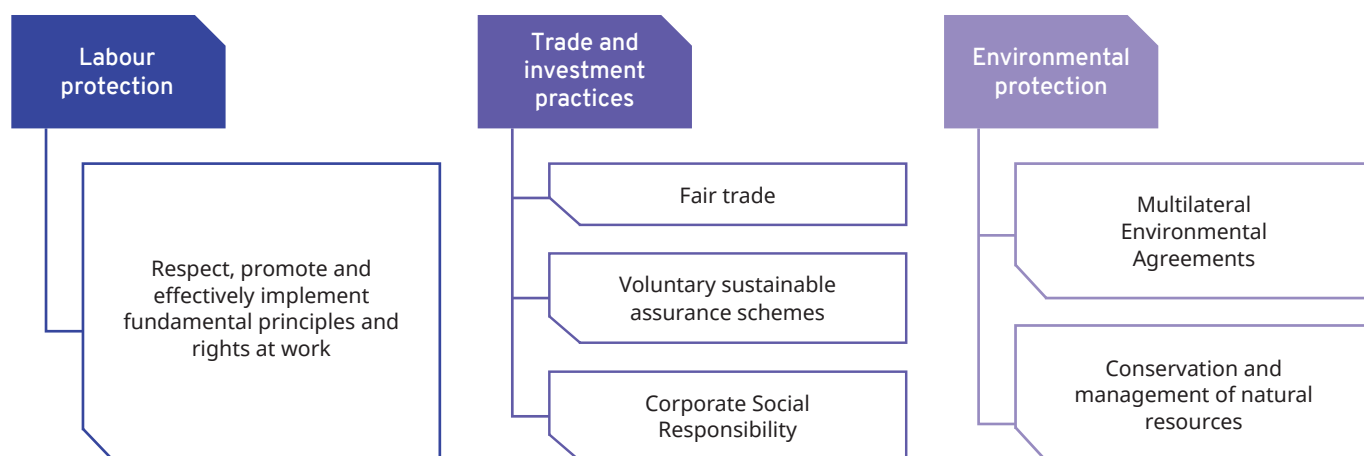 Labour
protection
Respect, promote and
effectively implement
fundamental principles and
rights at work
Trade and
investment
practices
Fair trade
Voluntary sustainable
assurance schemes
Corporate Social
Responsibility
Environmental
protection
Multilateral
Environmental
Agreements
Conservation and
management of natural
resources